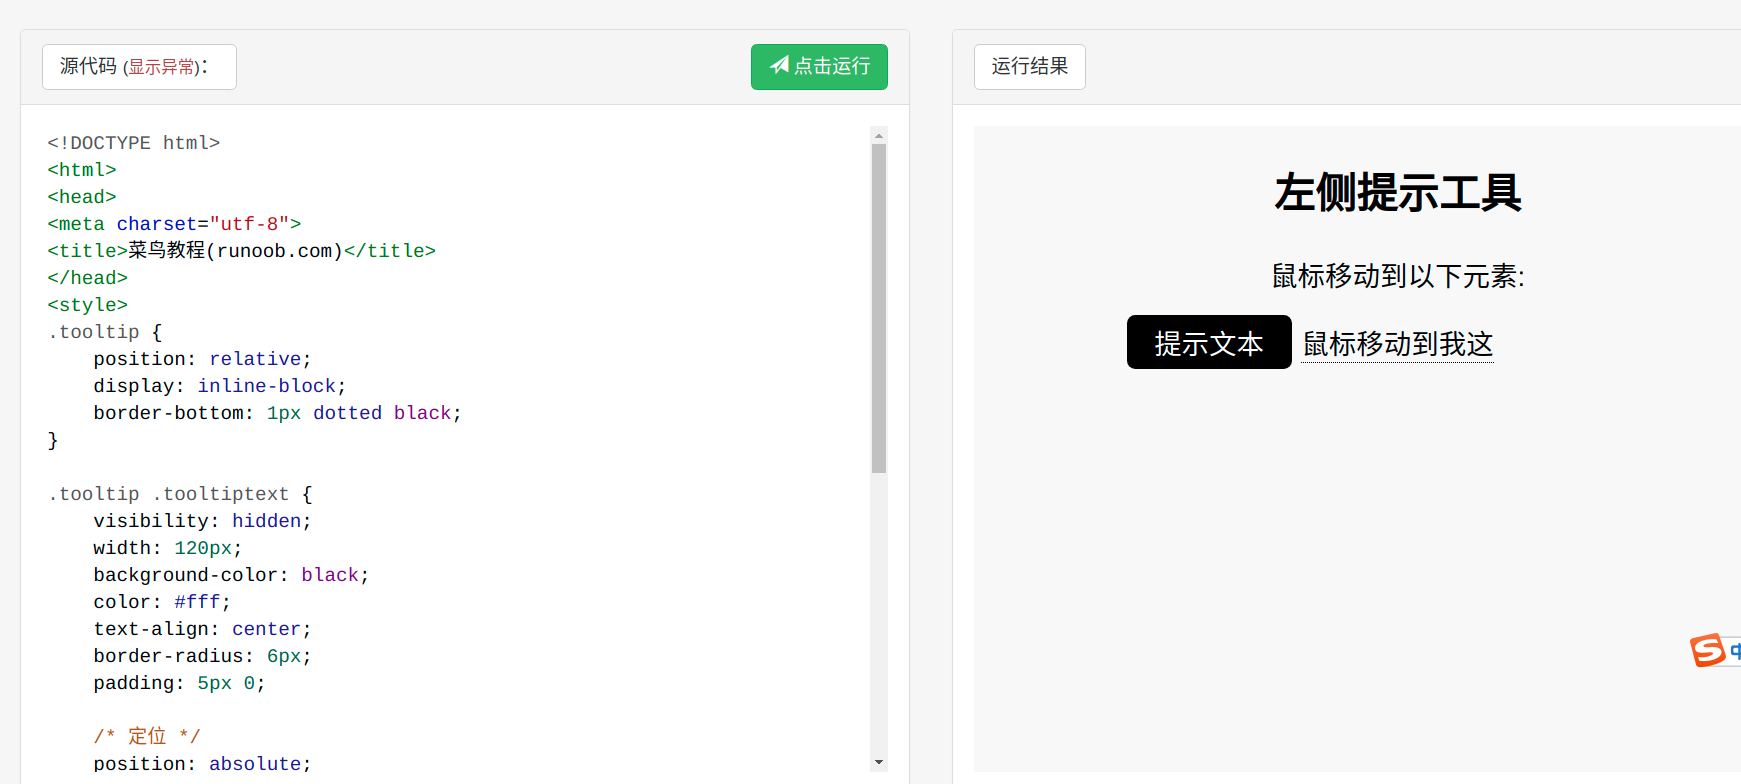 源代码 (显示异常)：
点击运行
<!DOCTYPE html>
<html>
<head>
<meta charset="utf-8">
<title>菜鸟教程(runoob.com)</title>
</head>
<style>
.tooltip {
    position: relative;
    display: inline-block;
    border-bottom: 1px dotted black;
}
.tooltip .tooltiptext {
    visibility: hidden;
    width: 120px;
    background-color: black;
    color: #fff;
    text-align: center;
    border-radius: 6px;
    padding: 5px 0;
    /* 定位 */
    position: absolute;
运行结果
左侧提示工具
鼠标移动到以下元素:
提示文本 鼠标移动到我这